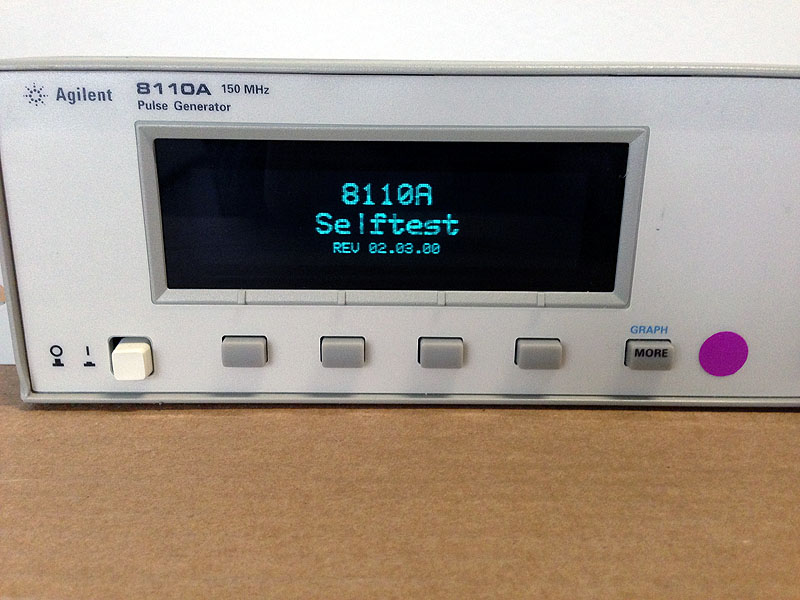 Agilent 8110A 150 MHz
Pulse Generator
8110A
Selftest
REV 02.03.00
GRAPH
MORE